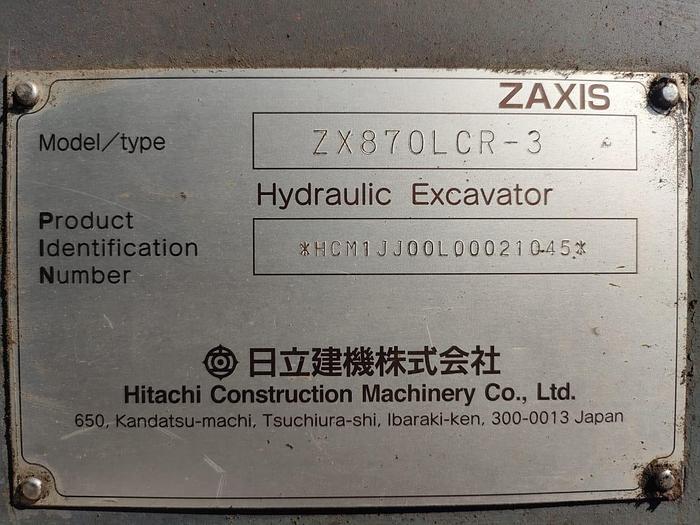 ZAXIS
Model/type
ZX870LCR-3
Hydraulic Excavator
Product
Identification
Number
*HCM1JJ00L00021045*
日立建機株式会社
Hitachi Construction Machinery Co., Ltd.
650, Kandatsu-machi, Tsuchiura-shi, Ibaraki-ken, 300-0013 Japan